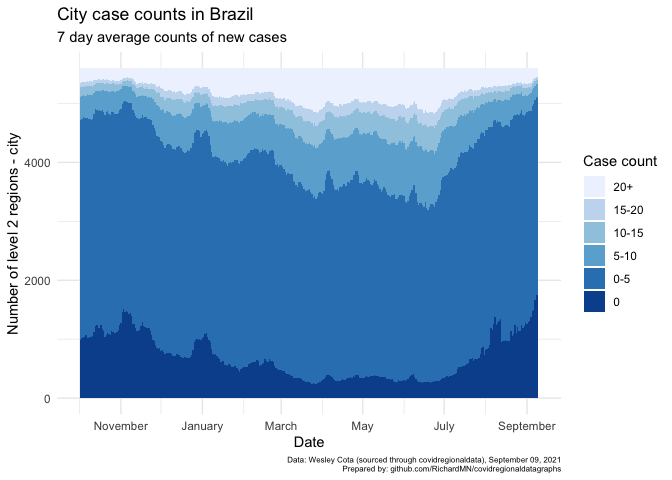 City case counts in Brazil
7 day average counts of new cases
Number of level 2 regions - city
4000
2000
0
November January March May July September
Date
Case count
20+
15-20
10-15
5-10
0-5
0
Data: Wesley Cota (sourced through covidregionaldata), September 09, 2021
Prepared by: github.com/RichardMN/covidregionaldatagraphs